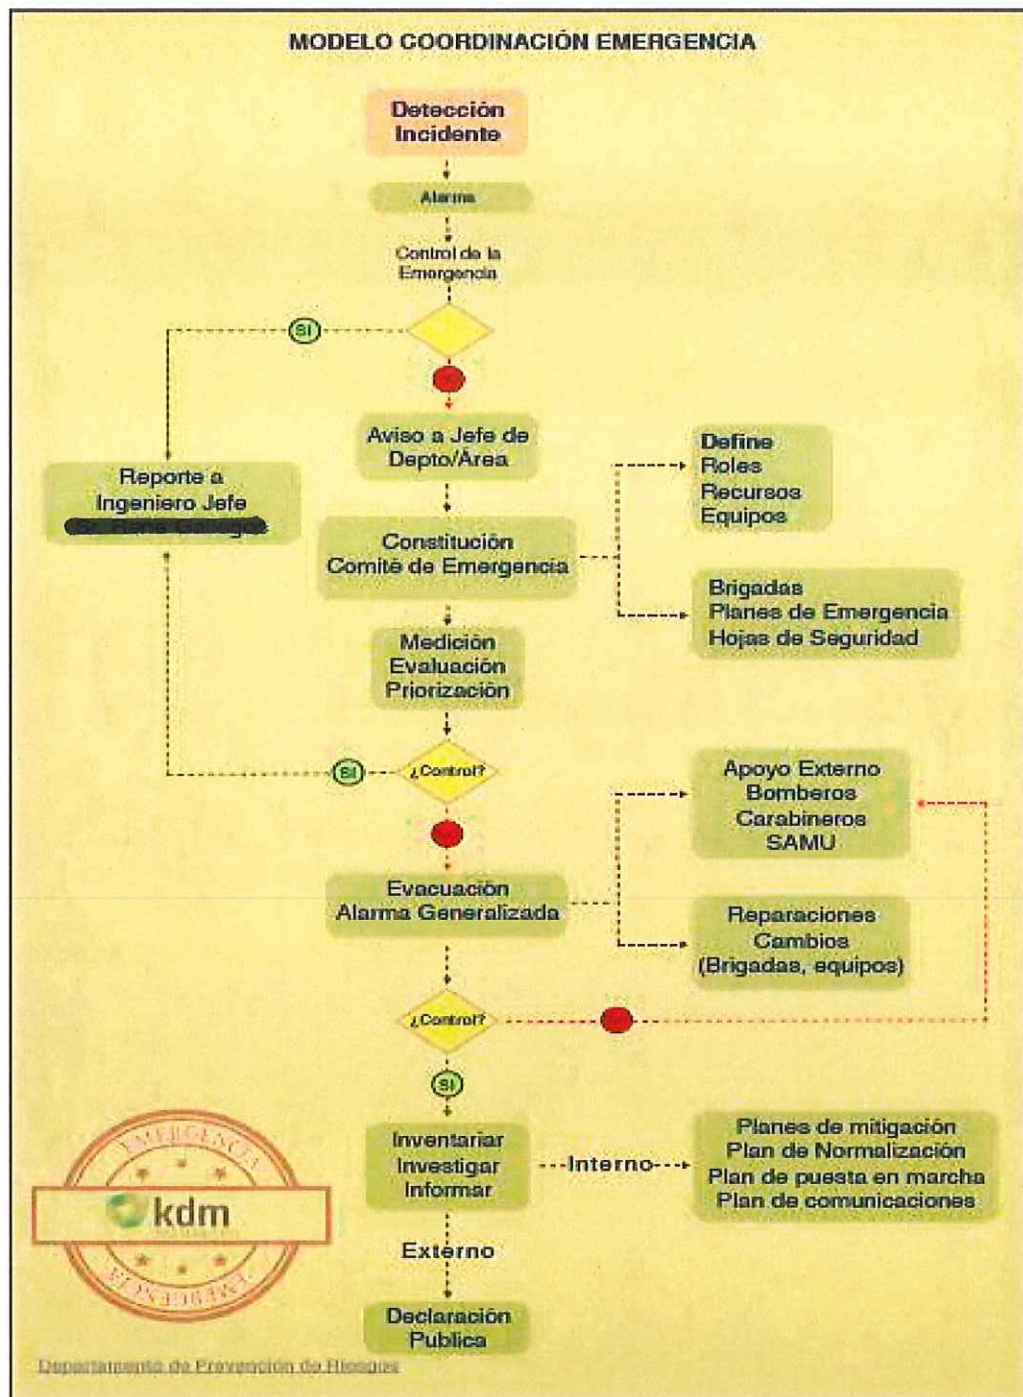 MODELO COORDINACIÓN EMERGENCIA
Detección
Incidente
Alarma
Control de la
Emergencia
SI
Aviso a Jefe de
Depto/Área
Define
Roles
Recursos
Equipos
Reporte a
Ingeniero Jefe
Constitución
Comité de Emergencia
Brigadas
Planes de Emergencia
Hojas de Seguridad
Medición
Evaluación
Priorización
SI
¿Control?
Apoyo Externo
Bomberos
Carabineros
SAMU
Evacuación
Alarma Generalizada
Reparaciones
Cambios
(Brigadas, equipos)
¿Control?
SI
Inventariar
Investigar
Informar
Interno
Planes de mitigación
Plan de Normalización
Plan de puesta en marcha
Plan de comunicaciones
EMERGENCIA
kdm
EMERGENCIA
Externo
Declaración
Publica
Departamento de Prevención de Riesgos